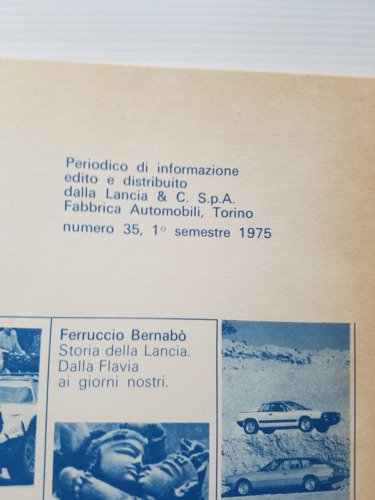 Periodico di informazione
edito e distribuito
dalla Lancia & C. S.p.A.
Fabbrica Automobili, Torino
numero 35, 1° semestre 1975
Ferruccio Bernabò
Storia della Lancia.
Dalla Flavia
ai giorni nostri.